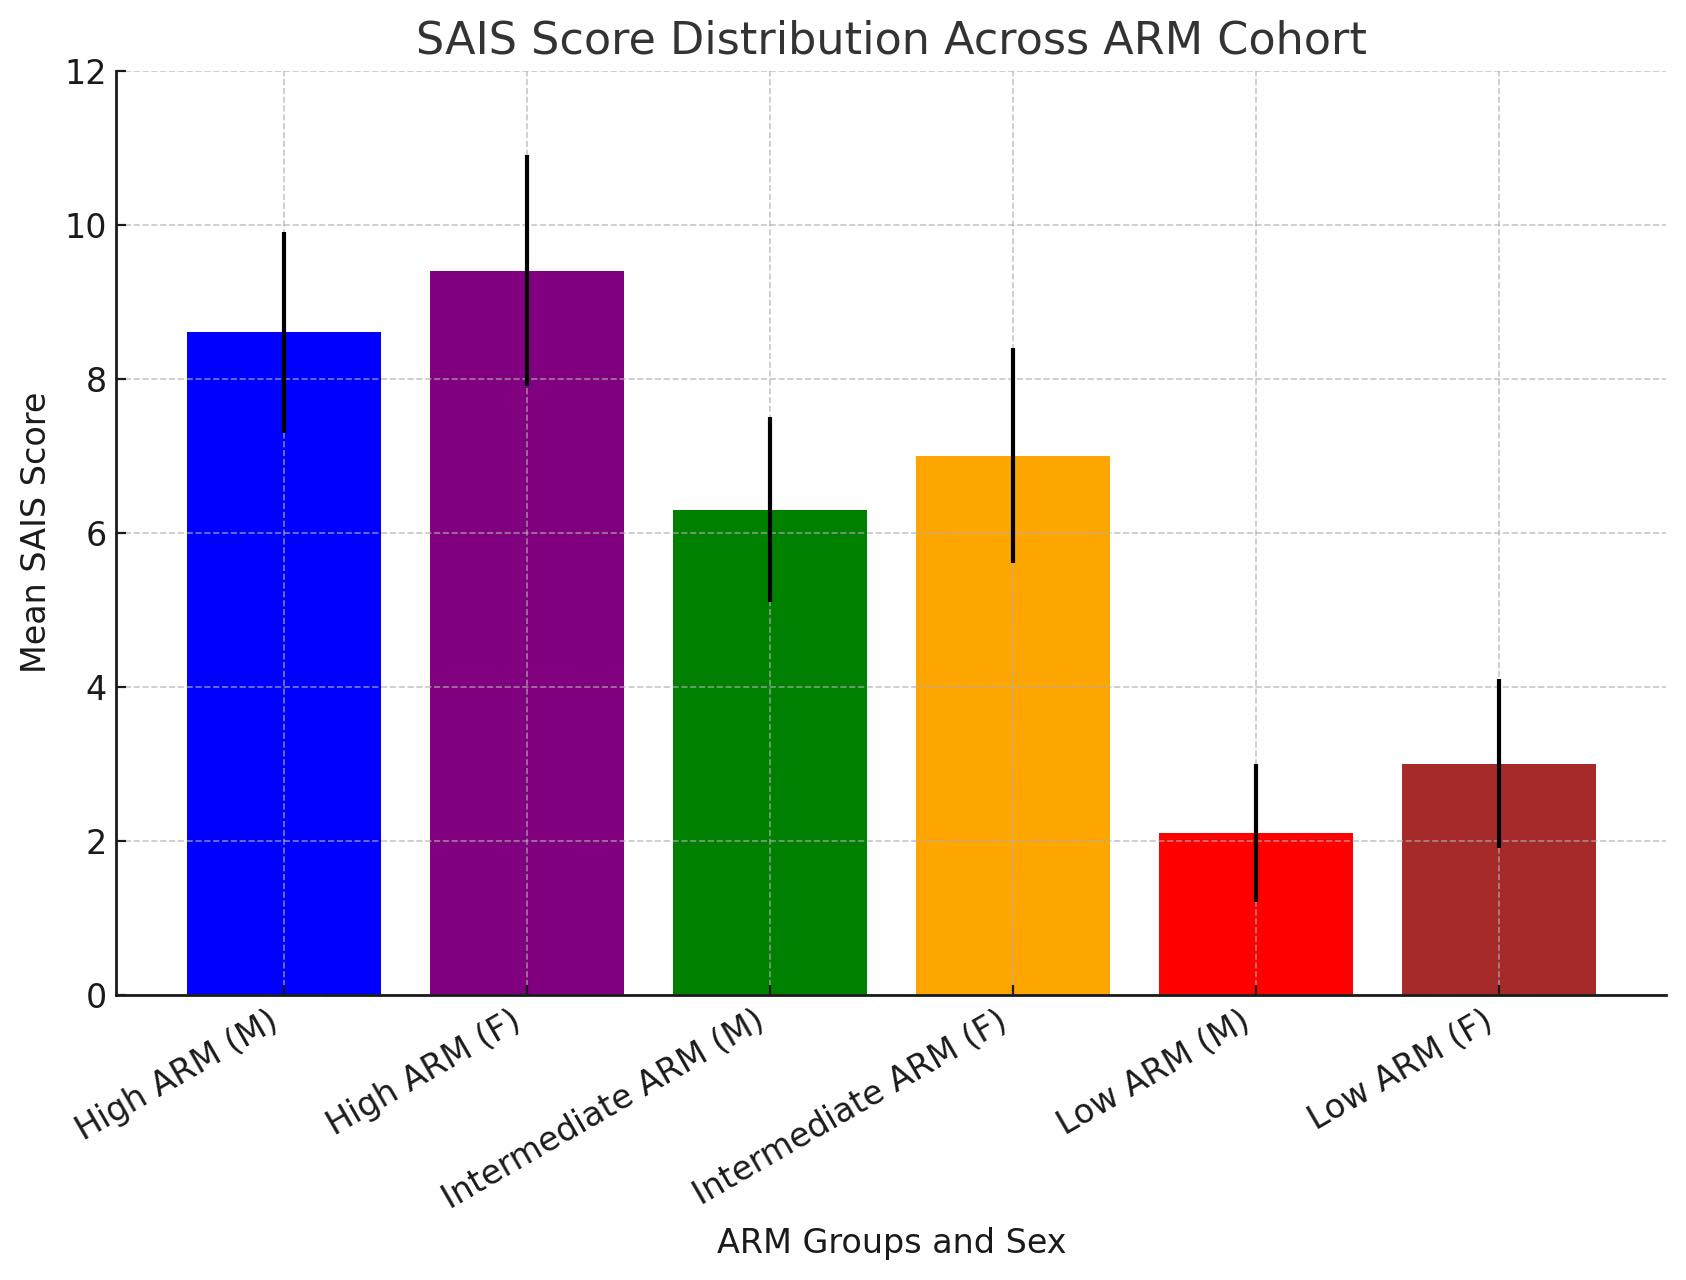 SAIS Score Distribution Across ARM Cohort
12
10
8
6
4
2
0
Mean SAIS Score
High ARM (M)
High ARM (F)
Intermediate ARM (M)
Intermediate ARM (F)
Low ARM (M)
Low ARM (F)
ARM Groups and Sex